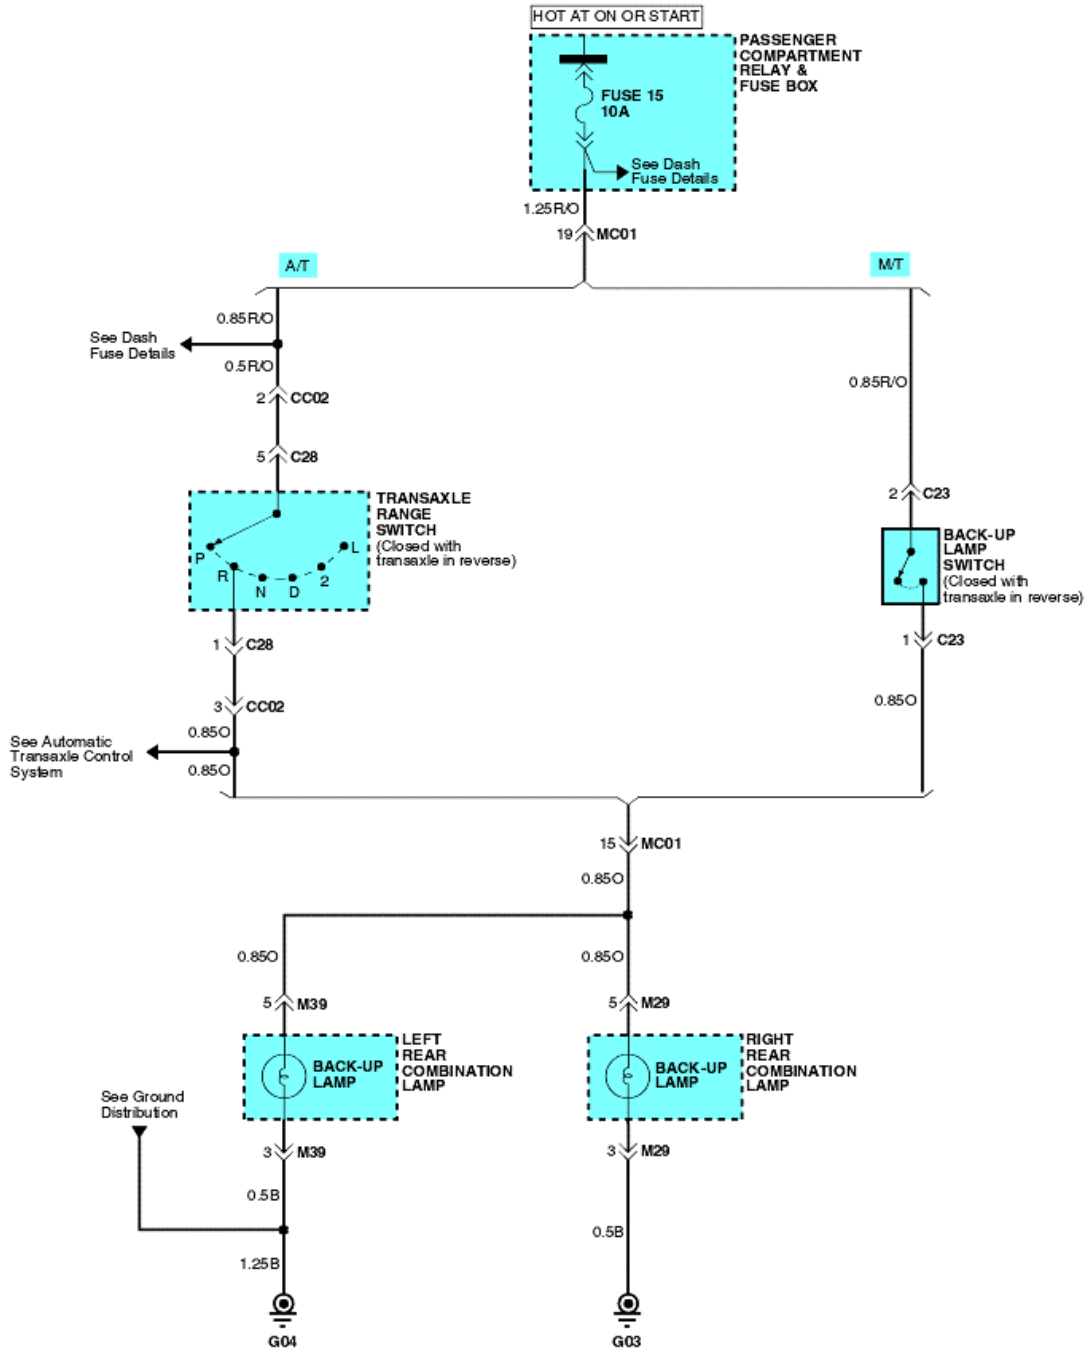 HOT AT ON OR START
PASSENGER
COMPARTMENT
RELAY &
FUSE BOX
FUSE 15
10A
See Dash
Fuse Details
1.25R/O
19 MC01
A/T
M/T
0.85R/O
See Dash
Fuse Details
0.5R/O
0.85R/O
2 CC02
5 C28
2 C23
TRANSAXLE
RANGE
SWITCH
(Closed with
transaxle in reverse)
P R N D 2 L
BACK-UP
LAMP
SWITCH
(Closed with
transaxle in reverse)
1 C28
1 C23
3 CC02
0.85O
0.85O
See Automatic
Transaxle Control
System
0.85O
15 MC01
0.85O
0.85O
0.85O
5 M39
5 M29
LEFT
REAR
COMBINATION
LAMP
BACK-UP
LAMP
RIGHT
REAR
COMBINATION
LAMP
BACK-UP
LAMP
See Ground
Distribution
3 M39
3 M29
0.5B
0.5B
1.25B
G04
G03